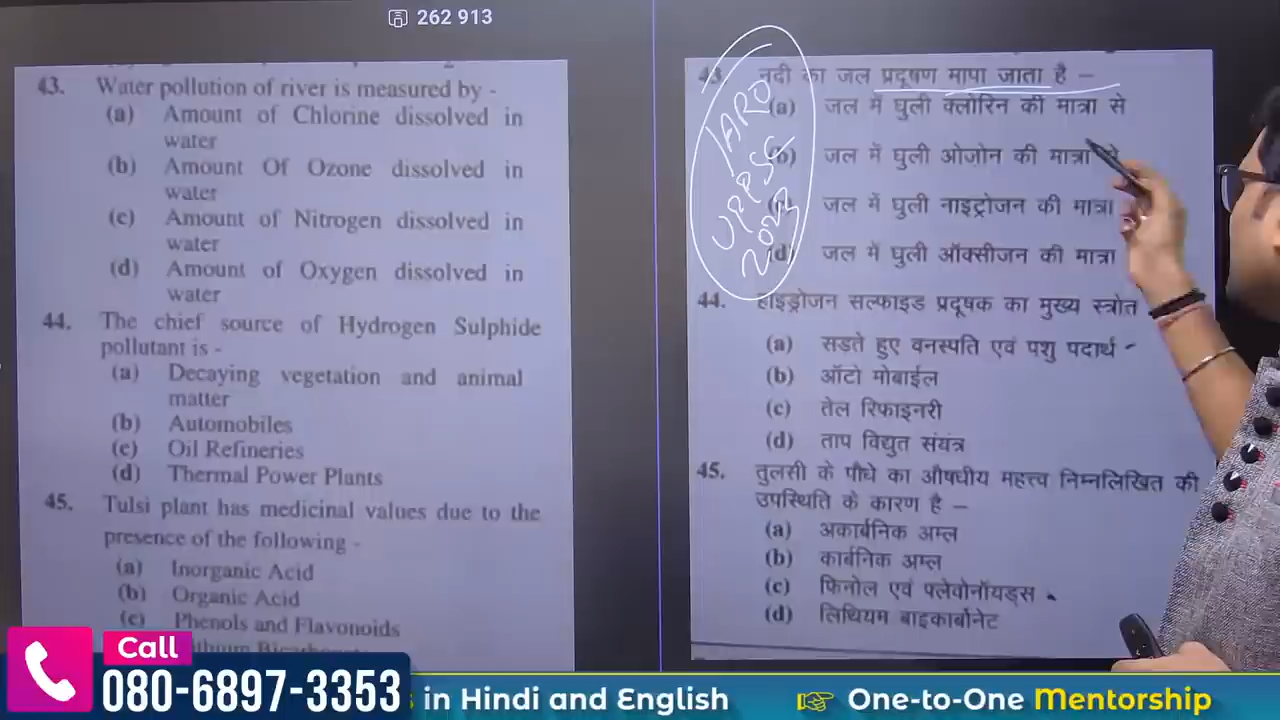 262 913
43. Water pollution of river is measured by -
(a) Amount of Chlorine dissolved in
water
(b) Amount Of Ozone dissolved in
water
(c) Amount of Nitrogen dissolved in
water
(d) Amount of Oxygen dissolved in
water
44. The chief source of Hydrogen Sulphide
pollutant is -
(a) Decaying vegetation and animal
matter
(b) Automobiles
(c) Oil Refineries
(d) Thermal Power Plants
45. Tulsi plant has medicinal values due to the
presence of the following -
(a) Inorganic Acid
(b) Organic Acid
(c) Phenols and Flavonoids
43. नदी का जल प्रदूषण मापा जाता है –
(a) जल में घुली क्लोरिन की मात्रा से
(b) जल में घुली ओज़ोन की मात्रा से
जल में घुली नाइट्रोजन की मात्रा
(d) जल में घुली ऑक्सीजन की मात्रा
44. हाइड्रोजन सल्फाइड प्रदूषक का मुख्य स्त्रोत
(a) सडते हुए वनस्पति एवं पशु पदार्थ
(b) ऑटो मोबाईल
(c) तेल रिफाइनरी
(d) ताप विद्युत संयंत्र
45. तुलसी के पौधे का औषधीय महत्त्व निम्नलिखित की
उपस्थिति के कारण है –
(a) अकार्बनिक अम्ल
(b) कार्बनिक अम्ल
(c) फिनोल एवं फ्लेवोनॉयड्स
(d) लिथियम बाइकार्बोनेट
UPPSC
2023
Call
080-6897-3353
in Hindi and English
One-to-One Mentorship